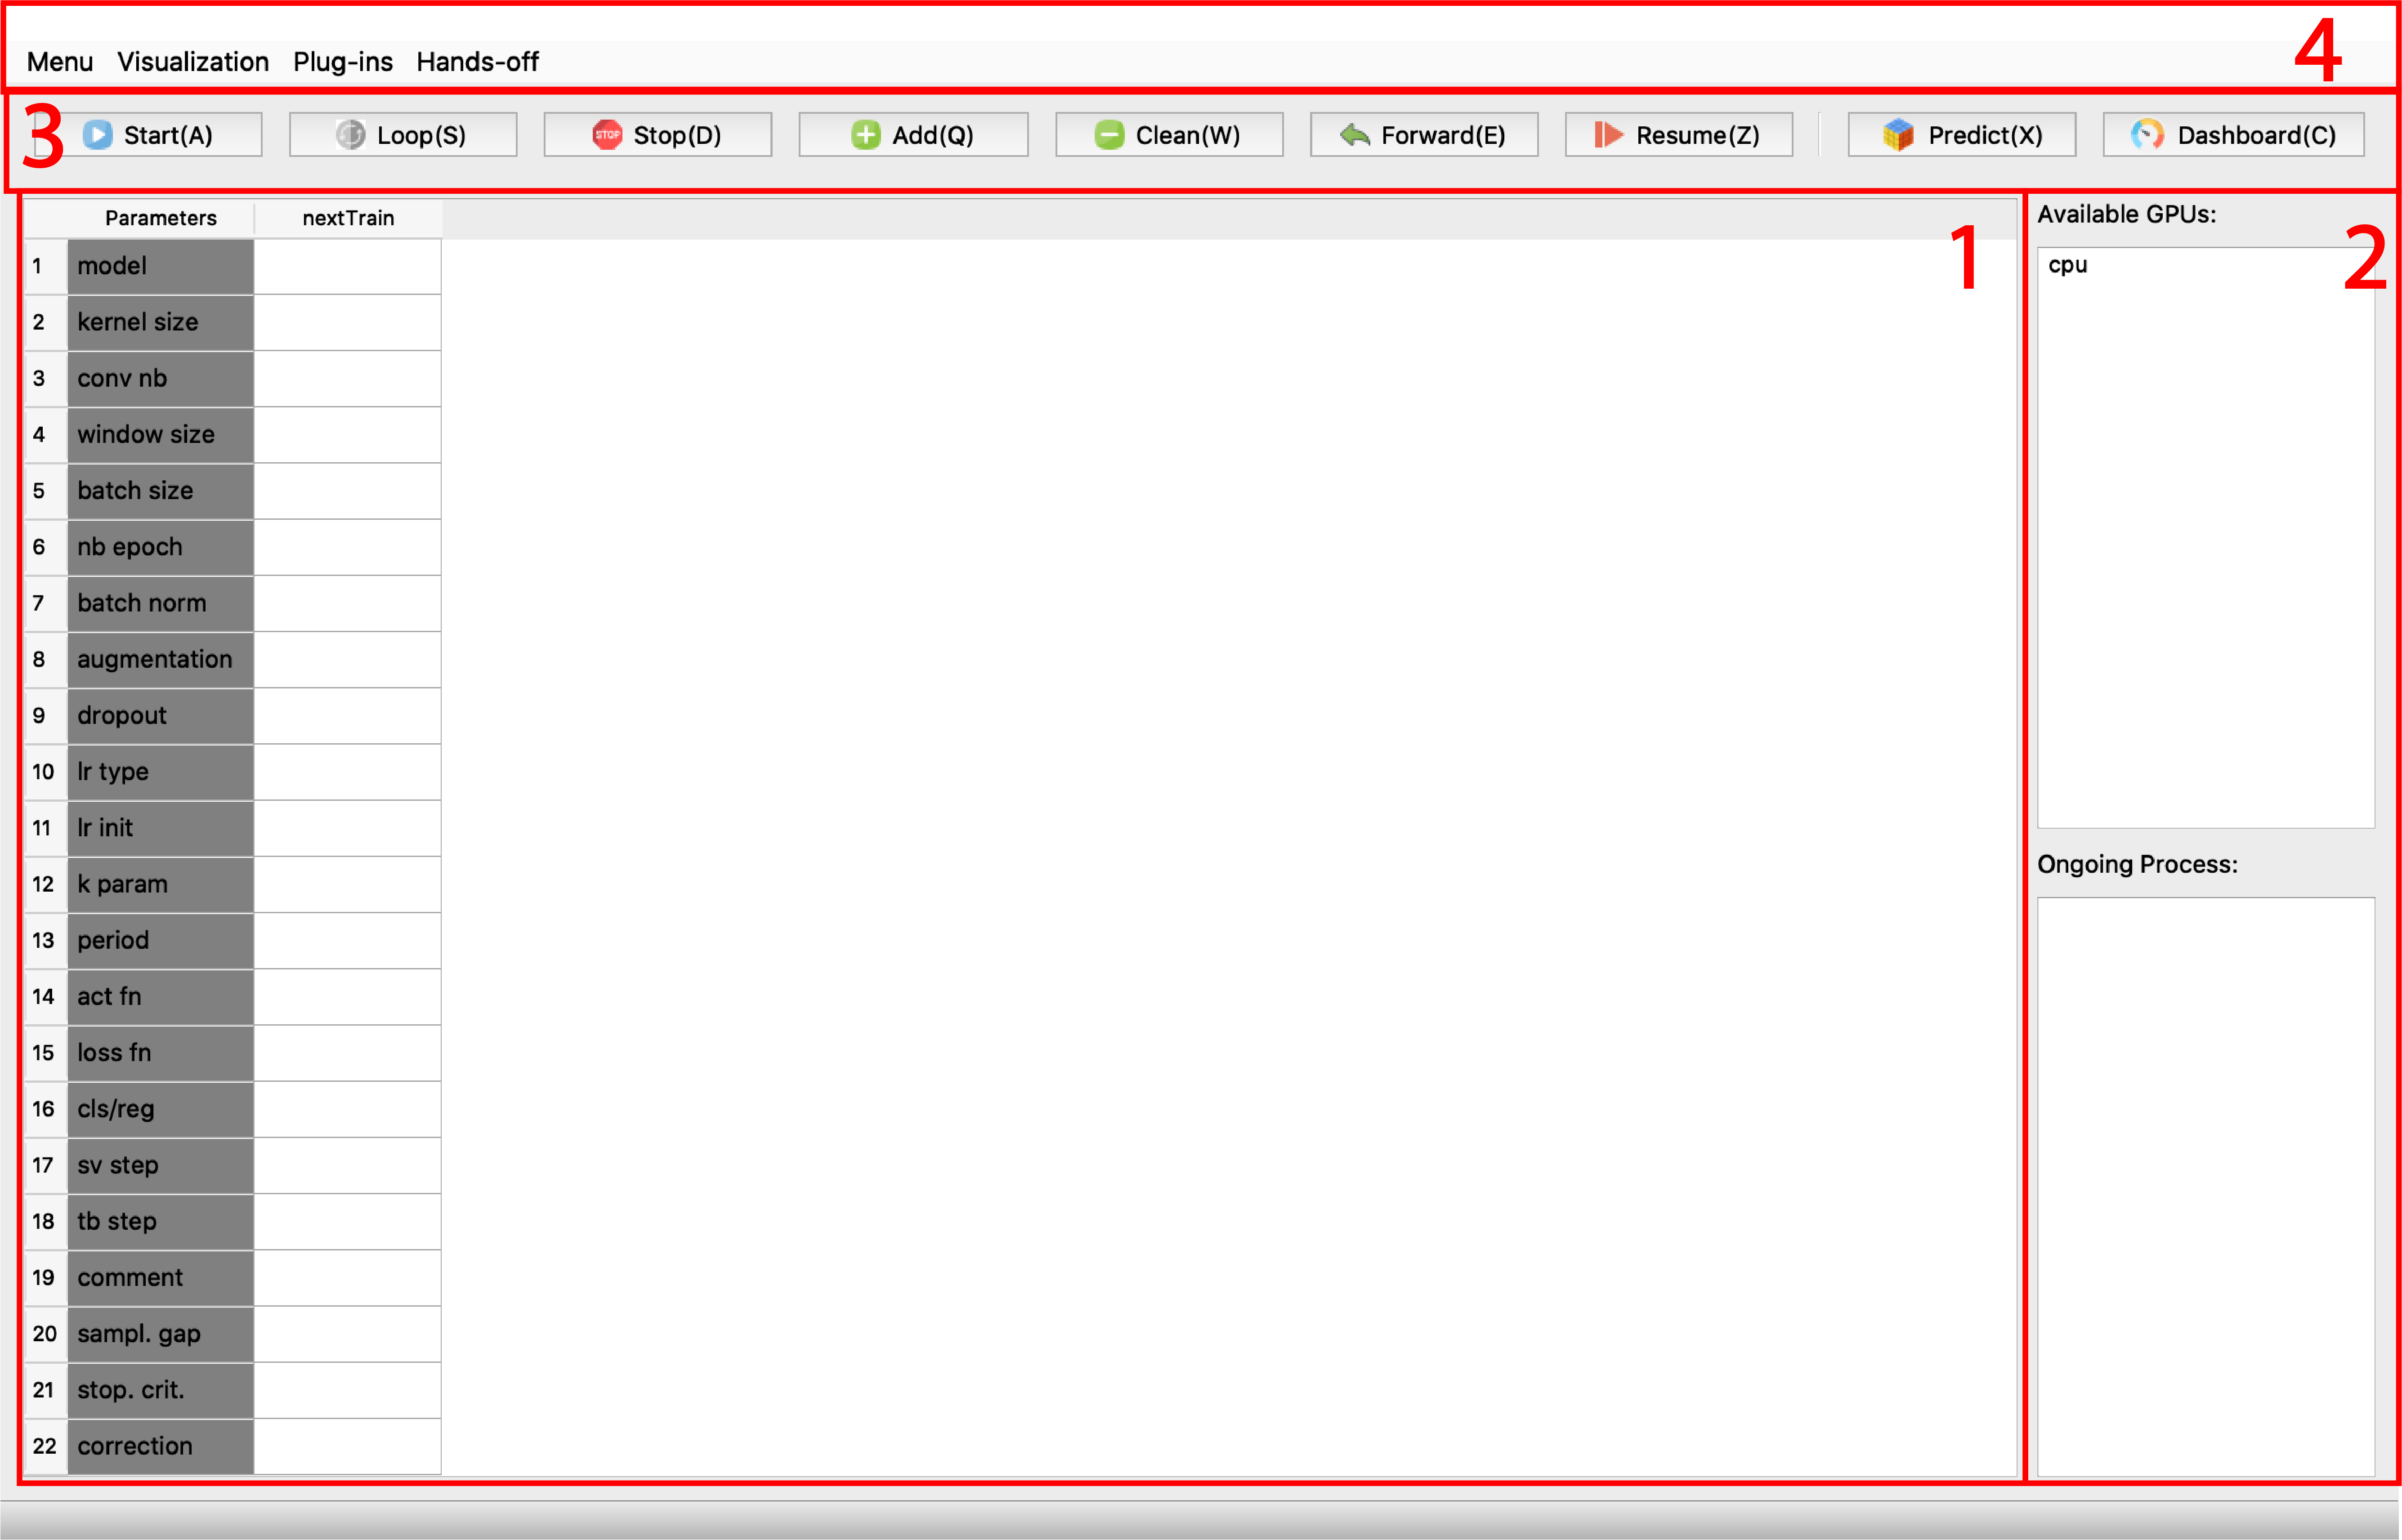 4
Menu Visualization Plug-ins Hands-off
3 Start(A) Loop(S) STOP Stop(D) Add(Q) Clean(W) Forward(E) Resume(Z) Predict(X) Dashboard(C)
Parameters nextTrain
1
1 model
2 kernel size
3 conv nb
4 window size
5 batch size
6 nb epoch
7 batch norm
8 augmentation
9 dropout
10 lr type
11 lr init
12 k param
13 period
14 act fn
15 loss fn
16 cls/reg
17 sv step
18 tb step
19 comment
20 sampl. gap
21 stop. crit.
22 correction
Available GPUs:
2
cpu
Ongoing Process: